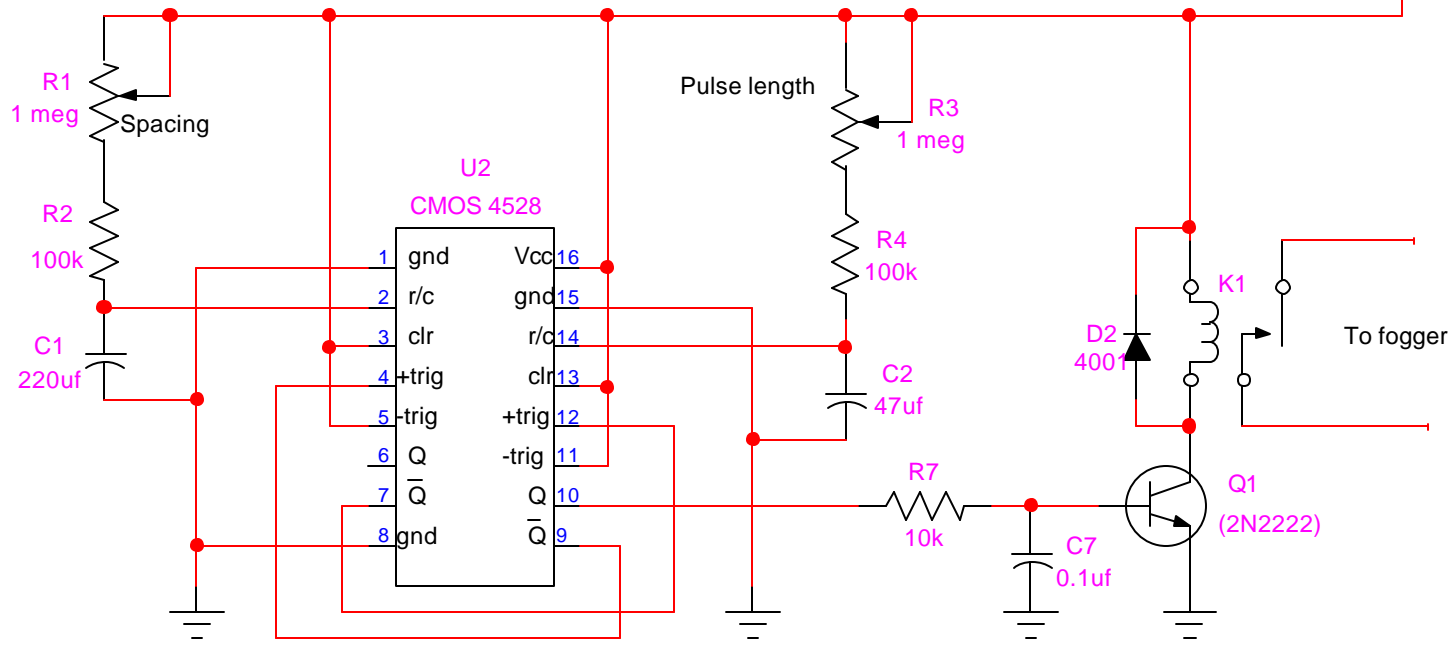 R1
1 meg
Spacing
R2
100k
C1
220uf
U2
CMOS 4528
1 gnd
2 r/c
3 clr
4 +trig
5 -trig
6 Q
7 Q̅
8 gnd
Vcc 16
gnd 15
r/c 14
clr 13
+trig 12
-trig 11
Q 10
Q̅ 9
Pulse length
R3
1 meg
R4
100k
C2
47uf
R7
10k
C7
0.1uf
D2
4001
K1
To fogger
Q1
(2N2222)